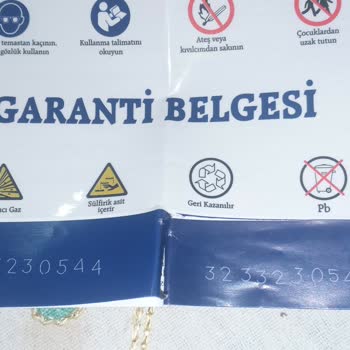 temastan kaçının.
gözlük kullanın
Kullanma talimatını
okuyun
Ateş veya
kıvılcımdan sakının
Çocuklardan
uzak tutun
GARANTİ BELGESİ
Gaz
Sülfirik asit
içerir
Geri Kazanılır
Pb
230544
323323054